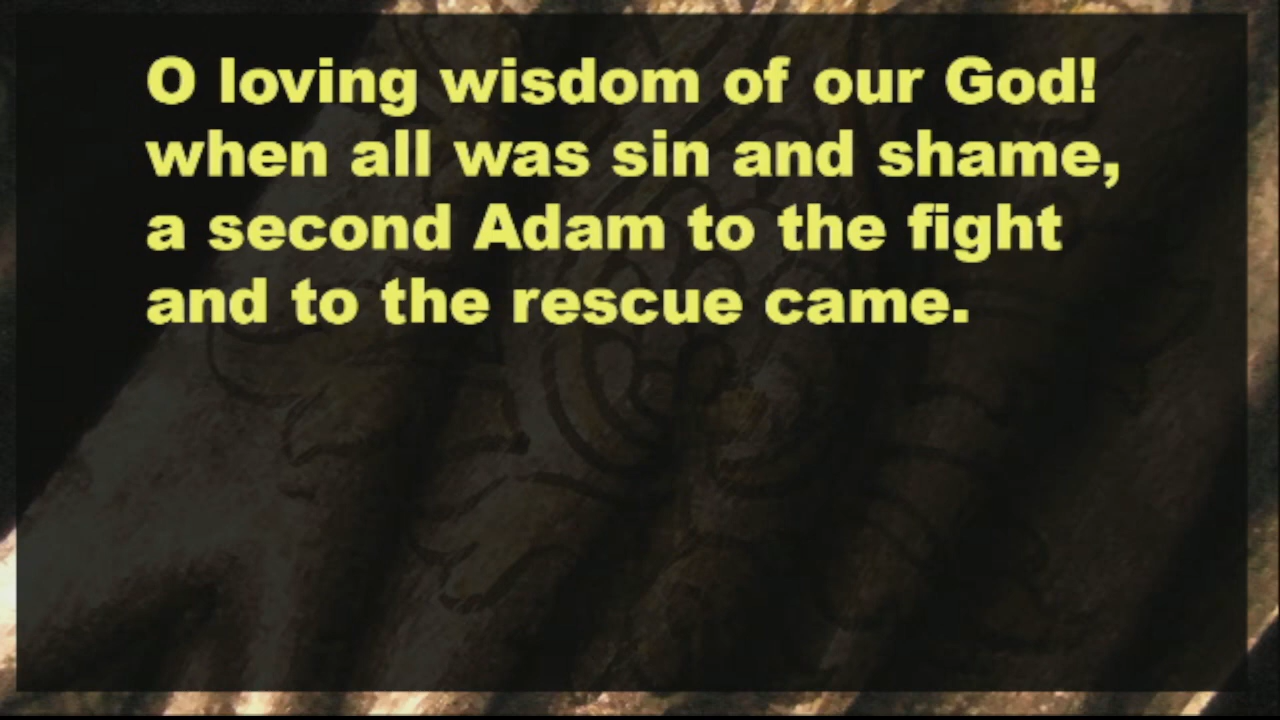 O loving wisdom of our God!
when all was sin and shame,
a second Adam to the fight
and to the rescue came.